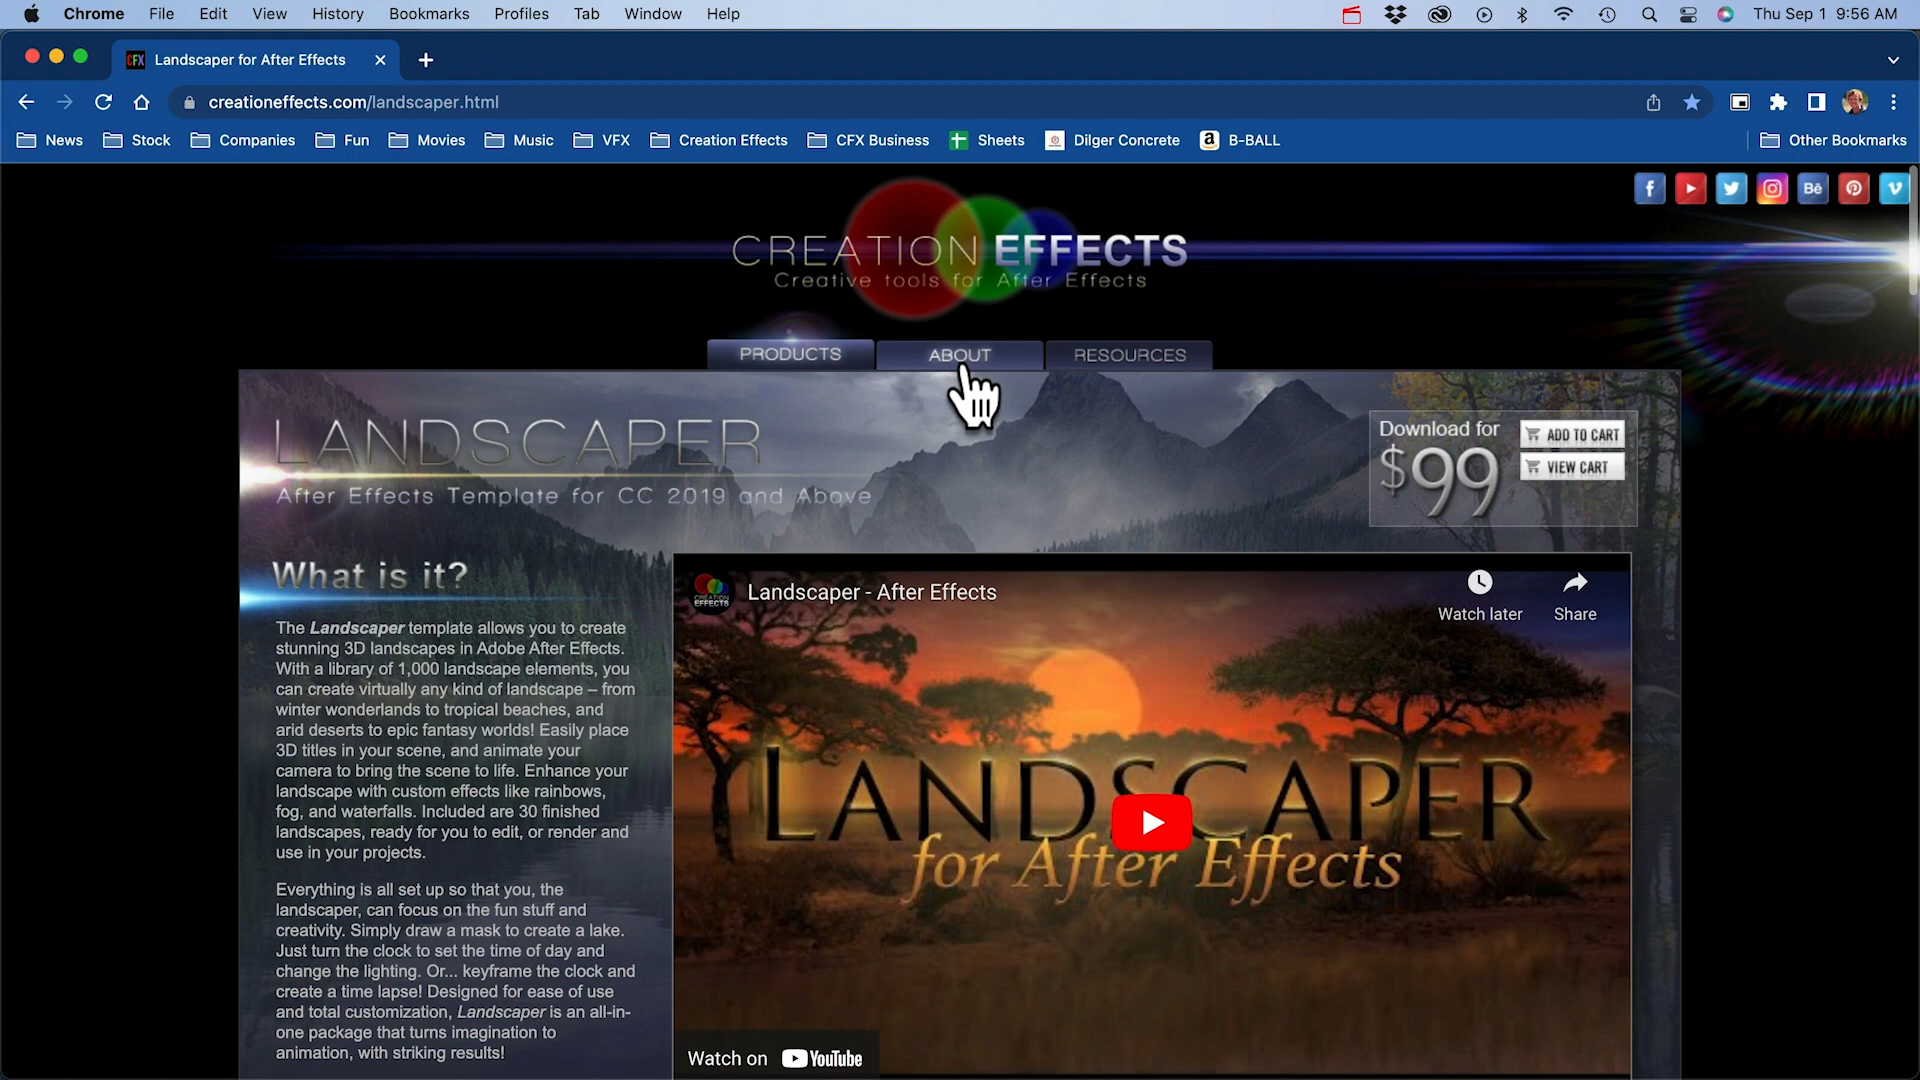 Chrome File Edit View History Bookmarks Profiles Tab Window Help Thu Sep 1 9:56 AM
CFX Landscaper for After Effects
creationeffects.com/landscaper.html
News Stock Companies Fun Movies Music VFX Creation Effects CFX Business Sheets Dilger Concrete B-BALL Other Bookmarks
CREATION EFFECTS
Creative tools for After Effects
PRODUCTS ABOUT RESOURCES
LANDSCAPER
After Effects Template for CC 2019 and Above
Download for
$99
ADD TO CART
VIEW CART
What is it?
The Landscaper template allows you to create
stunning 3D landscapes in Adobe After Effects.
With a library of 1,000 landscape elements, you
can create virtually any kind of landscape – from
winter wonderlands to tropical beaches, and
arid deserts to epic fantasy worlds! Easily place
3D titles in your scene, and animate your
camera to bring the scene to life. Enhance your
landscape with custom effects like rainbows,
fog, and waterfalls. Included are 30 finished
landscapes, ready for you to edit, or render and
use in your projects.
Everything is all set up so that you, the
landscaper, can focus on the fun stuff and
creativity. Simply draw a mask to create a lake.
Just turn the clock to set the time of day and
change the lighting. Or... keyframe the clock and
create a time lapse! Designed for ease of use
and total customization, Landscaper is an all-in-
one package that turns imagination to
animation, with striking results!
CREATION
EFFECTS
Landscaper - After Effects
Watch later Share
LANDSCAPER
for After Effects
Watch on YouTube